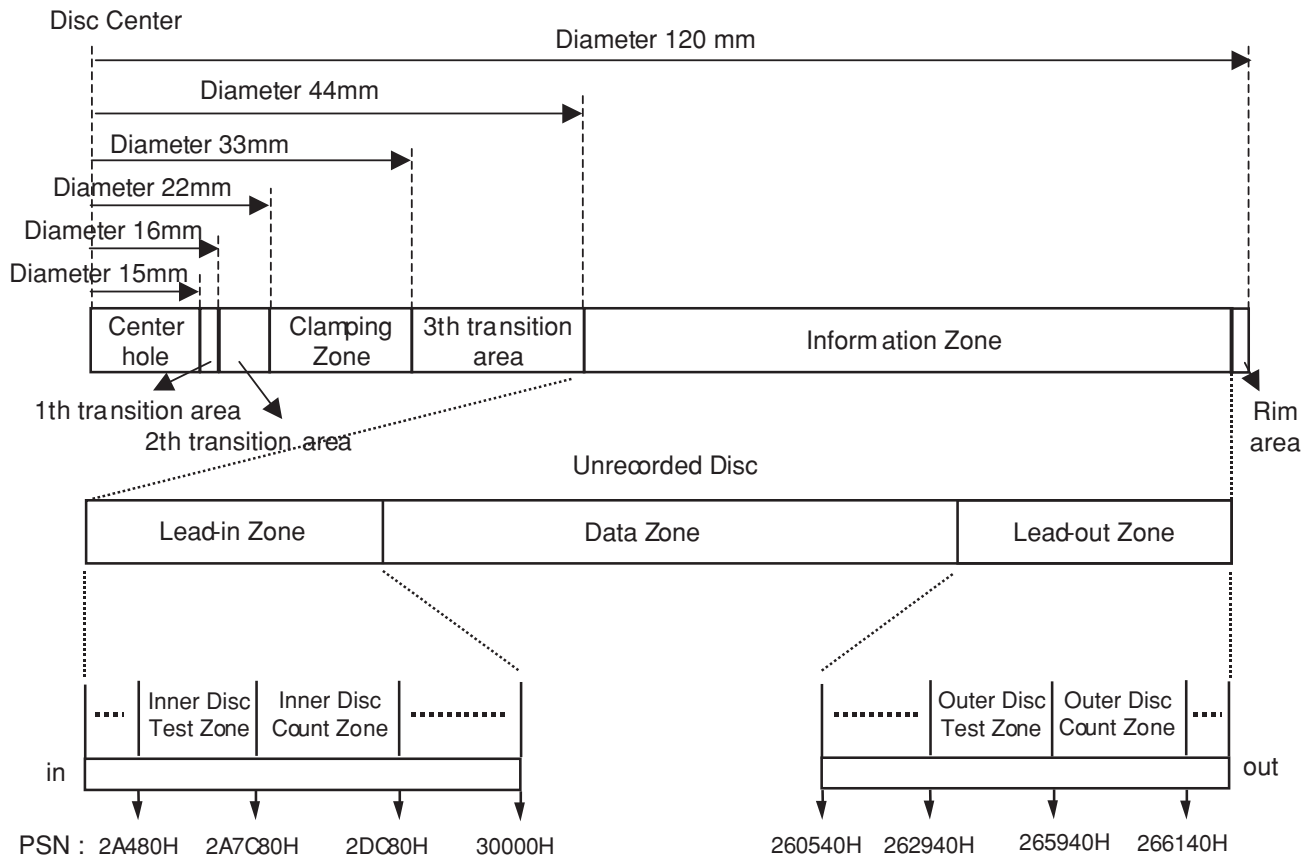 Disc Center
Diameter 120 mm
Diameter 44mm
Diameter 33mm
Diameter 22mm
Diameter 16mm
Diameter 15mm
Center
hole
Clamping
Zone
3th transition
area
Information Zone
1th transition area
2th transition area
Rim
area
Unrecorded Disc
Lead-in Zone
Data Zone
Lead-out Zone
Inner Disc
Test Zone
Inner Disc
Count Zone
Outer Disc
Test Zone
Outer Disc
Count Zone
in
out
PSN : 2A480H 2A7C80H 2DC80H 30000H 260540H 262940H 265940H 266140H